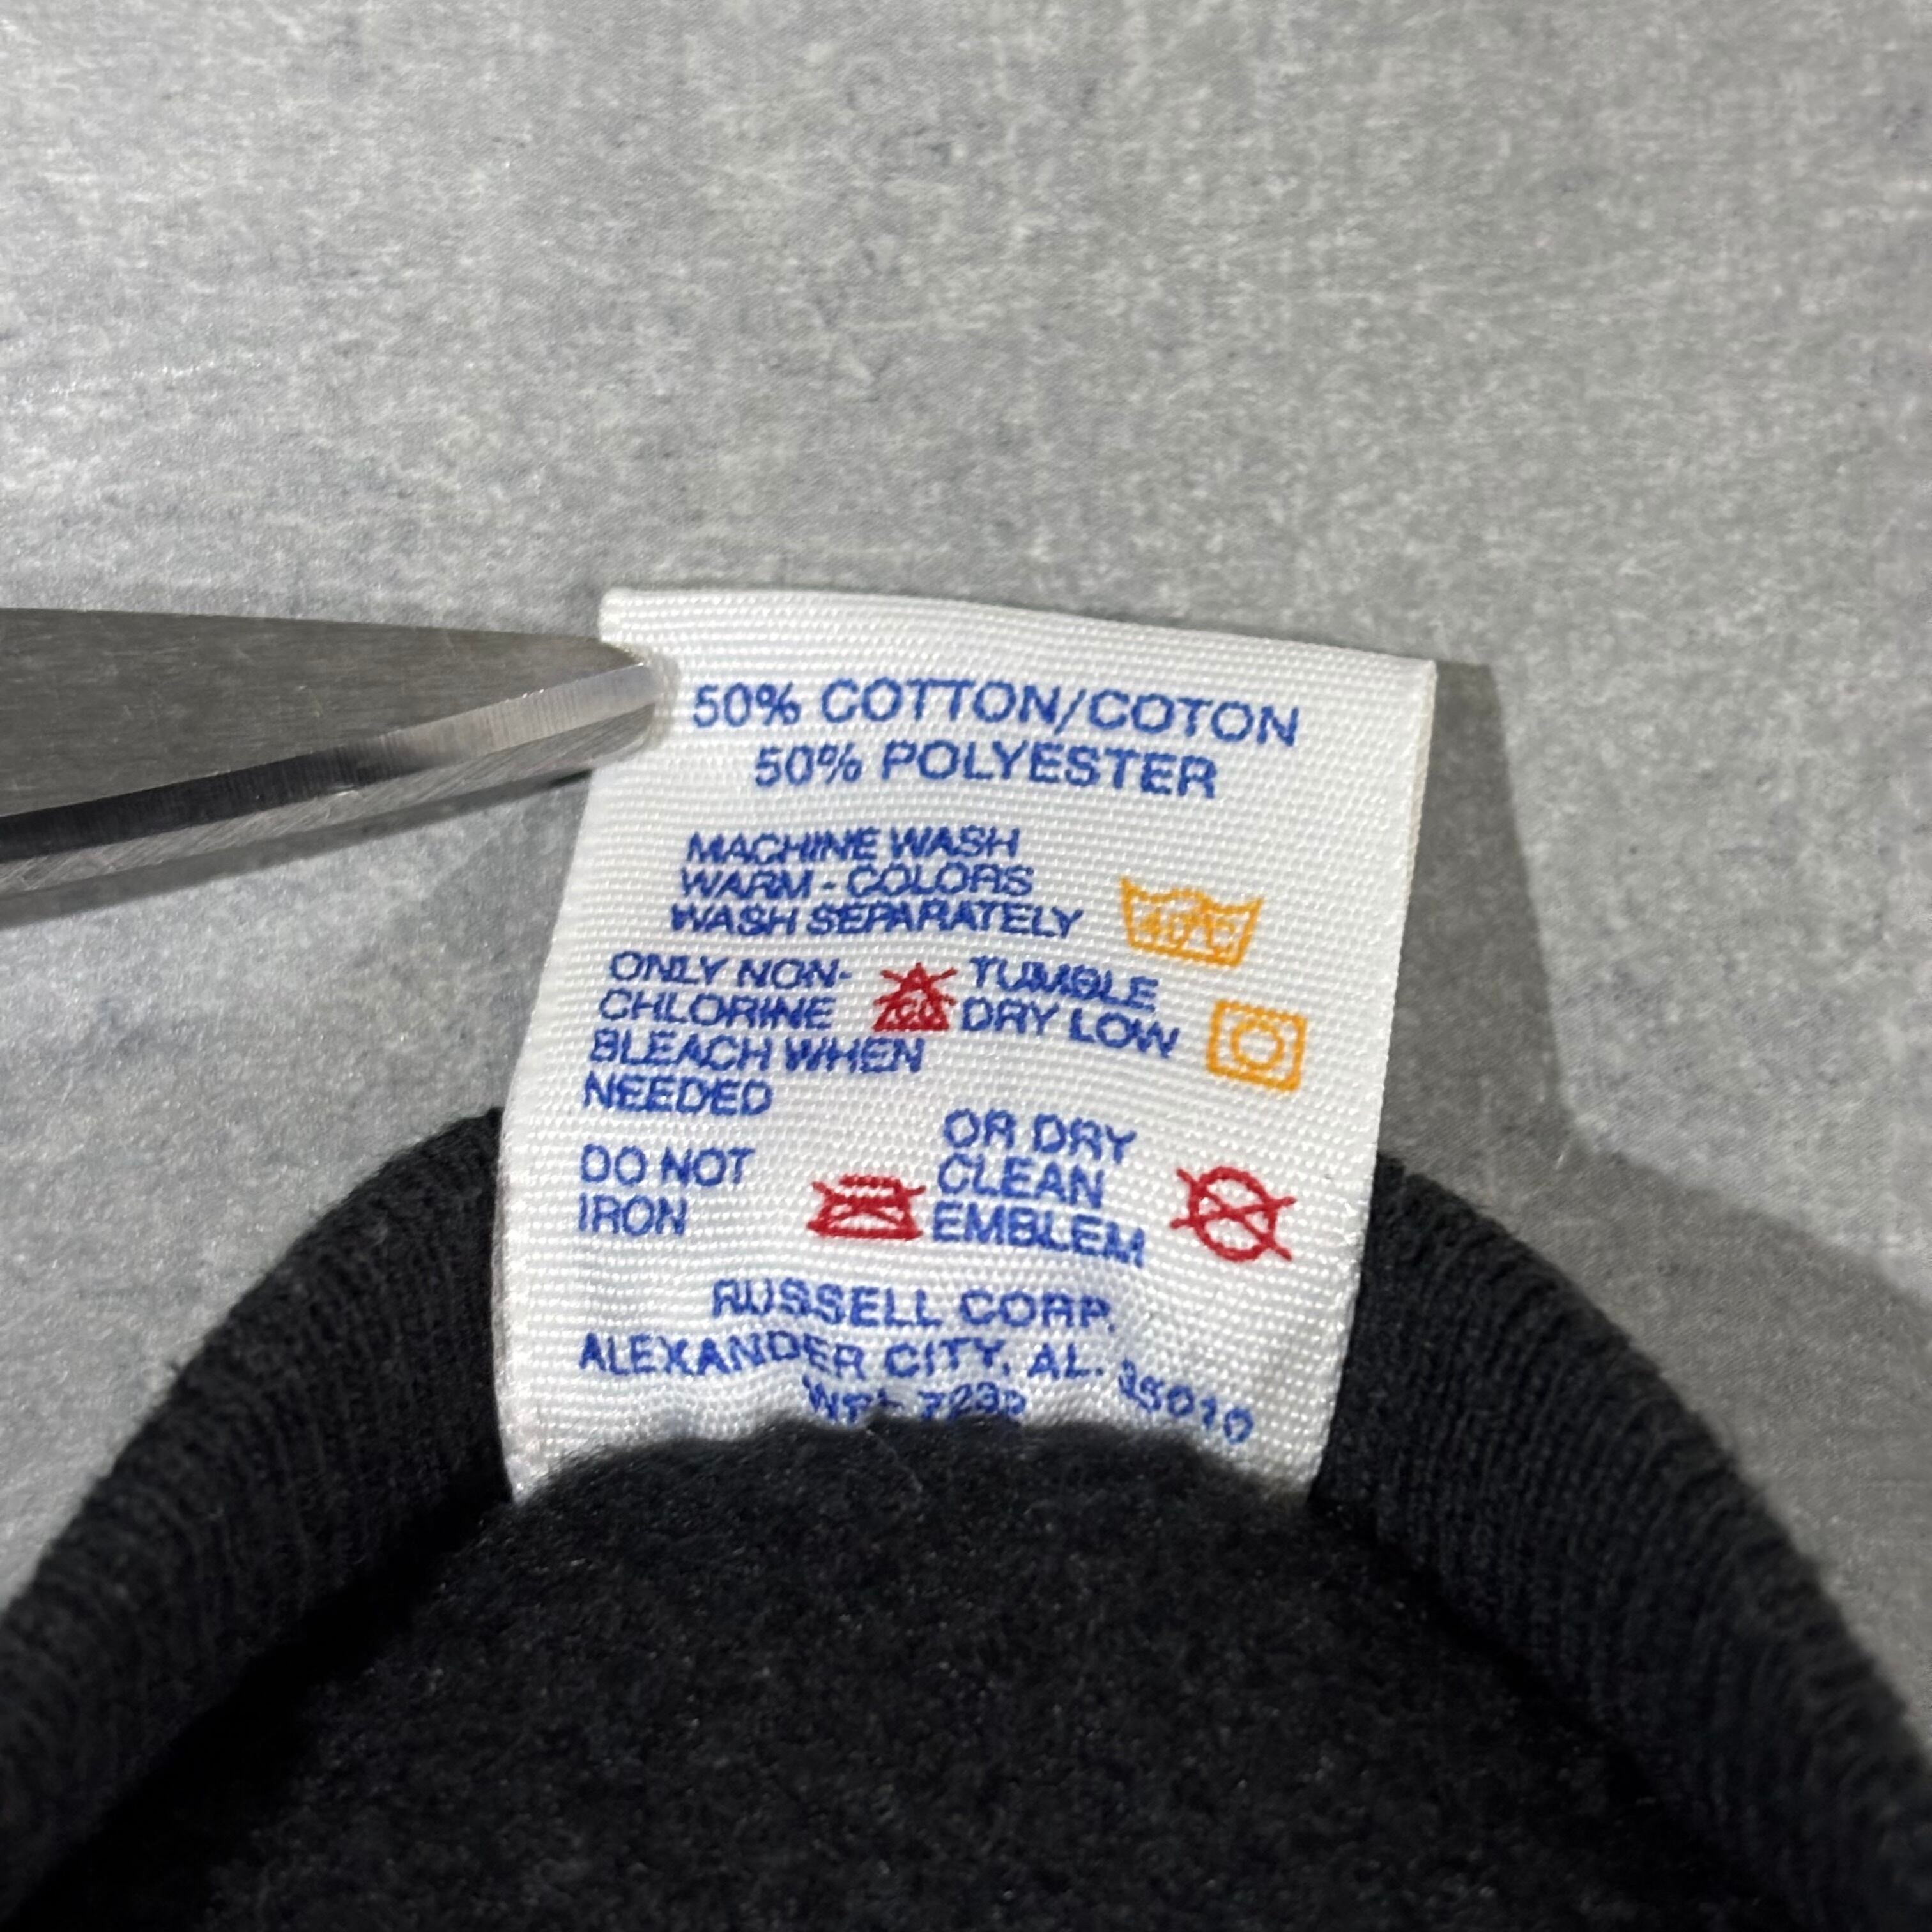 50% COTTON/COTON
50% POLYESTER
MACHINE WASH
WARM - COLORS
WASH SEPARATELY
40°C
ONLY NON-
CHLORINE
BLEACH WHEN
NEEDED
TUMBLE
DRY LOW
DO NOT
IRON
OR DRY
CLEAN
EMBLEM
RUSSELL CORP.
ALEXANDER CITY, AL. 35010